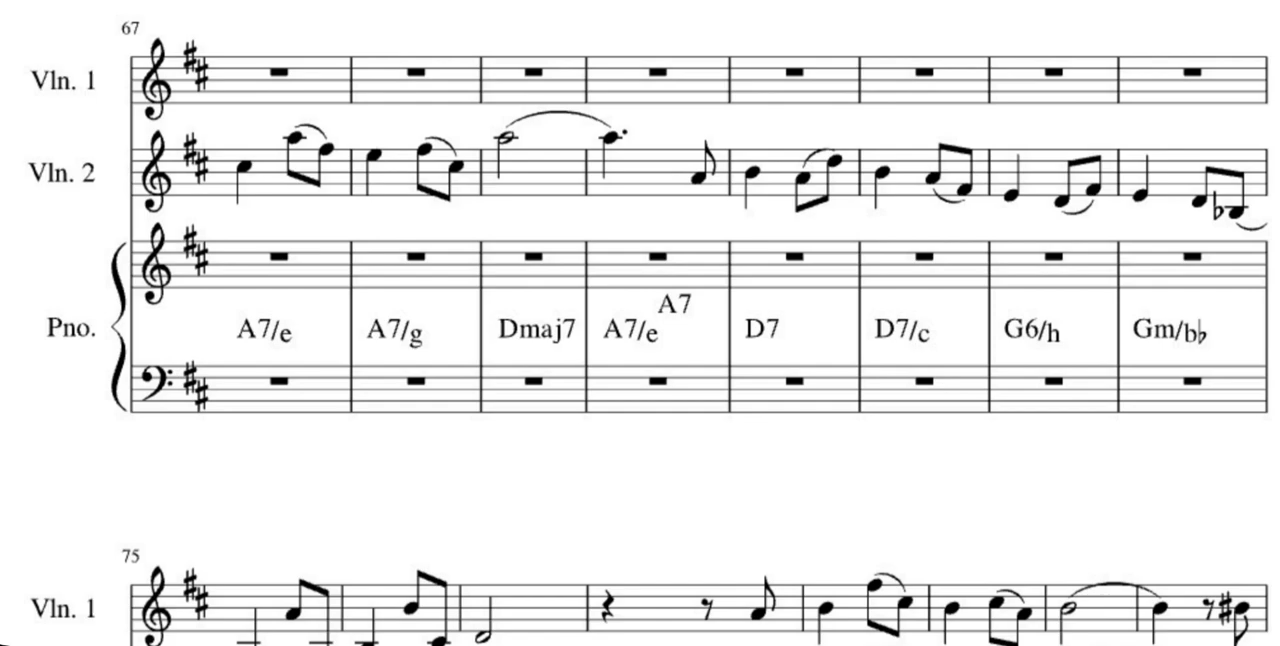 67
Vln. 1
Vln. 2
A7
Pno. A7/e A7/g Dmaj7 A7/e D7 D7/c G6/h Gm/b♭
75
Vln. 1